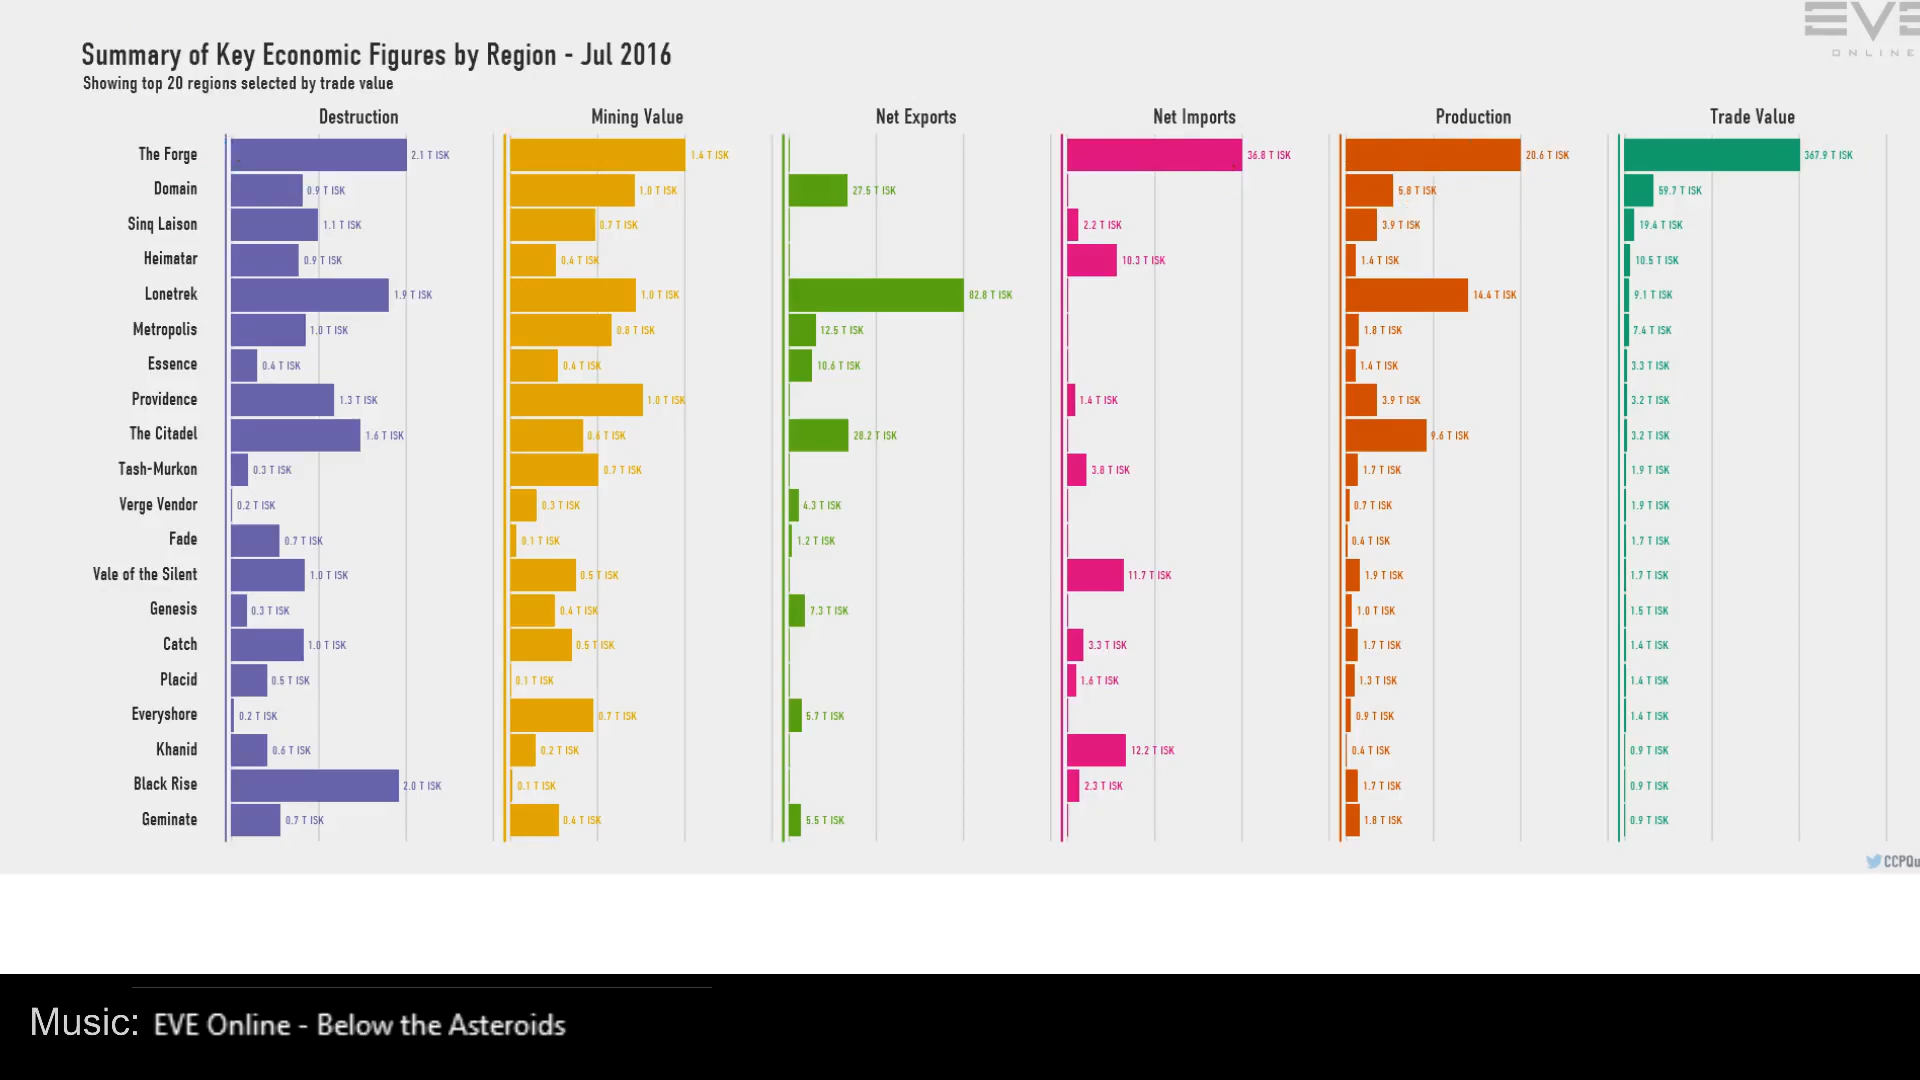 EVE
ONLINE
Summary of Key Economic Figures by Region - Jul 2016
Showing top 20 regions selected by trade value
Destruction Mining Value Net Exports Net Imports Production Trade Value
The Forge 2.1 T ISK 1.4 T ISK 36.8 T ISK 20.6 T ISK 367.9 T ISK
Domain 0.9 T ISK 1.0 T ISK 27.5 T ISK 5.8 T ISK 59.7 T ISK
Sinq Laison 1.1 T ISK 0.7 T ISK 2.2 T ISK 3.9 T ISK 19.4 T ISK
Heimatar 0.9 T ISK 0.4 T ISK 10.3 T ISK 1.4 T ISK 10.5 T ISK
Lonetrek 1.9 T ISK 1.0 T ISK 82.8 T ISK 14.4 T ISK 9.1 T ISK
Metropolis 1.0 T ISK 0.8 T ISK 12.5 T ISK 1.8 T ISK 7.4 T ISK
Essence 0.4 T ISK 0.4 T ISK 10.6 T ISK 1.4 T ISK 3.3 T ISK
Providence 1.3 T ISK 1.0 T ISK 1.4 T ISK 3.9 T ISK 3.2 T ISK
The Citadel 1.6 T ISK 0.6 T ISK 28.2 T ISK 9.6 T ISK 3.2 T ISK
Tash-Murkon 0.3 T ISK 0.7 T ISK 3.8 T ISK 1.7 T ISK 1.9 T ISK
Verge Vendor 0.2 T ISK 0.3 T ISK 4.3 T ISK 0.7 T ISK 1.9 T ISK
Fade 0.7 T ISK 0.1 T ISK 1.2 T ISK 0.4 T ISK 1.7 T ISK
Vale of the Silent 1.0 T ISK 0.5 T ISK 11.7 T ISK 1.9 T ISK 1.7 T ISK
Genesis 0.3 T ISK 0.4 T ISK 7.3 T ISK 1.0 T ISK 1.5 T ISK
Catch 1.0 T ISK 0.5 T ISK 3.3 T ISK 1.7 T ISK 1.4 T ISK
Placid 0.5 T ISK 0.1 T ISK 1.6 T ISK 1.3 T ISK 1.4 T ISK
Everyshore 0.2 T ISK 0.7 T ISK 5.7 T ISK 0.9 T ISK 1.4 T ISK
Khanid 0.6 T ISK 0.2 T ISK 12.2 T ISK 0.4 T ISK 0.9 T ISK
Black Rise 2.0 T ISK 0.1 T ISK 2.3 T ISK 1.7 T ISK 0.9 T ISK
Geminate 0.7 T ISK 0.4 T ISK 5.5 T ISK 1.8 T ISK 0.9 T ISK
CCPQu
Music: EVE Online - Below the Asteroids